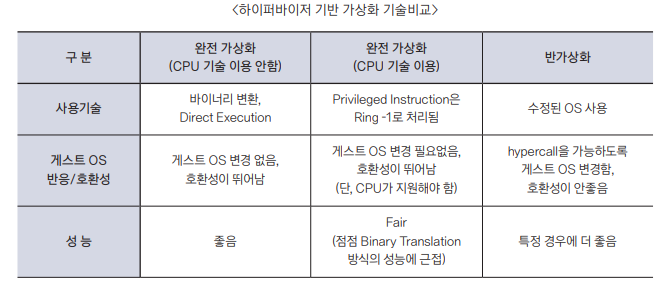 <하이퍼바이저 기반 가상화 기술비교>
구 분
완전 가상화
(CPU 기술 이용 안함)
완전 가상화
(CPU 기술 이용)
반가상화
사용기술
바이너리 변환,
Direct Execution
Privileged Instruction은
Ring -1로 처리됨
수정된 OS 사용
게스트 OS
반응/호환성
게스트 OS 변경 없음,
호환성이 뛰어남
게스트 OS 변경 필요없음,
호환성이 뛰어남
(단, CPU가 지원해야 함)
hypercall을 가능하도록
게스트 OS 변경함,
호환성이 안좋음
성 능
좋음
Fair
(점점 Binary Translation
방식의 성능에 근접)
특정 경우에 더 좋음